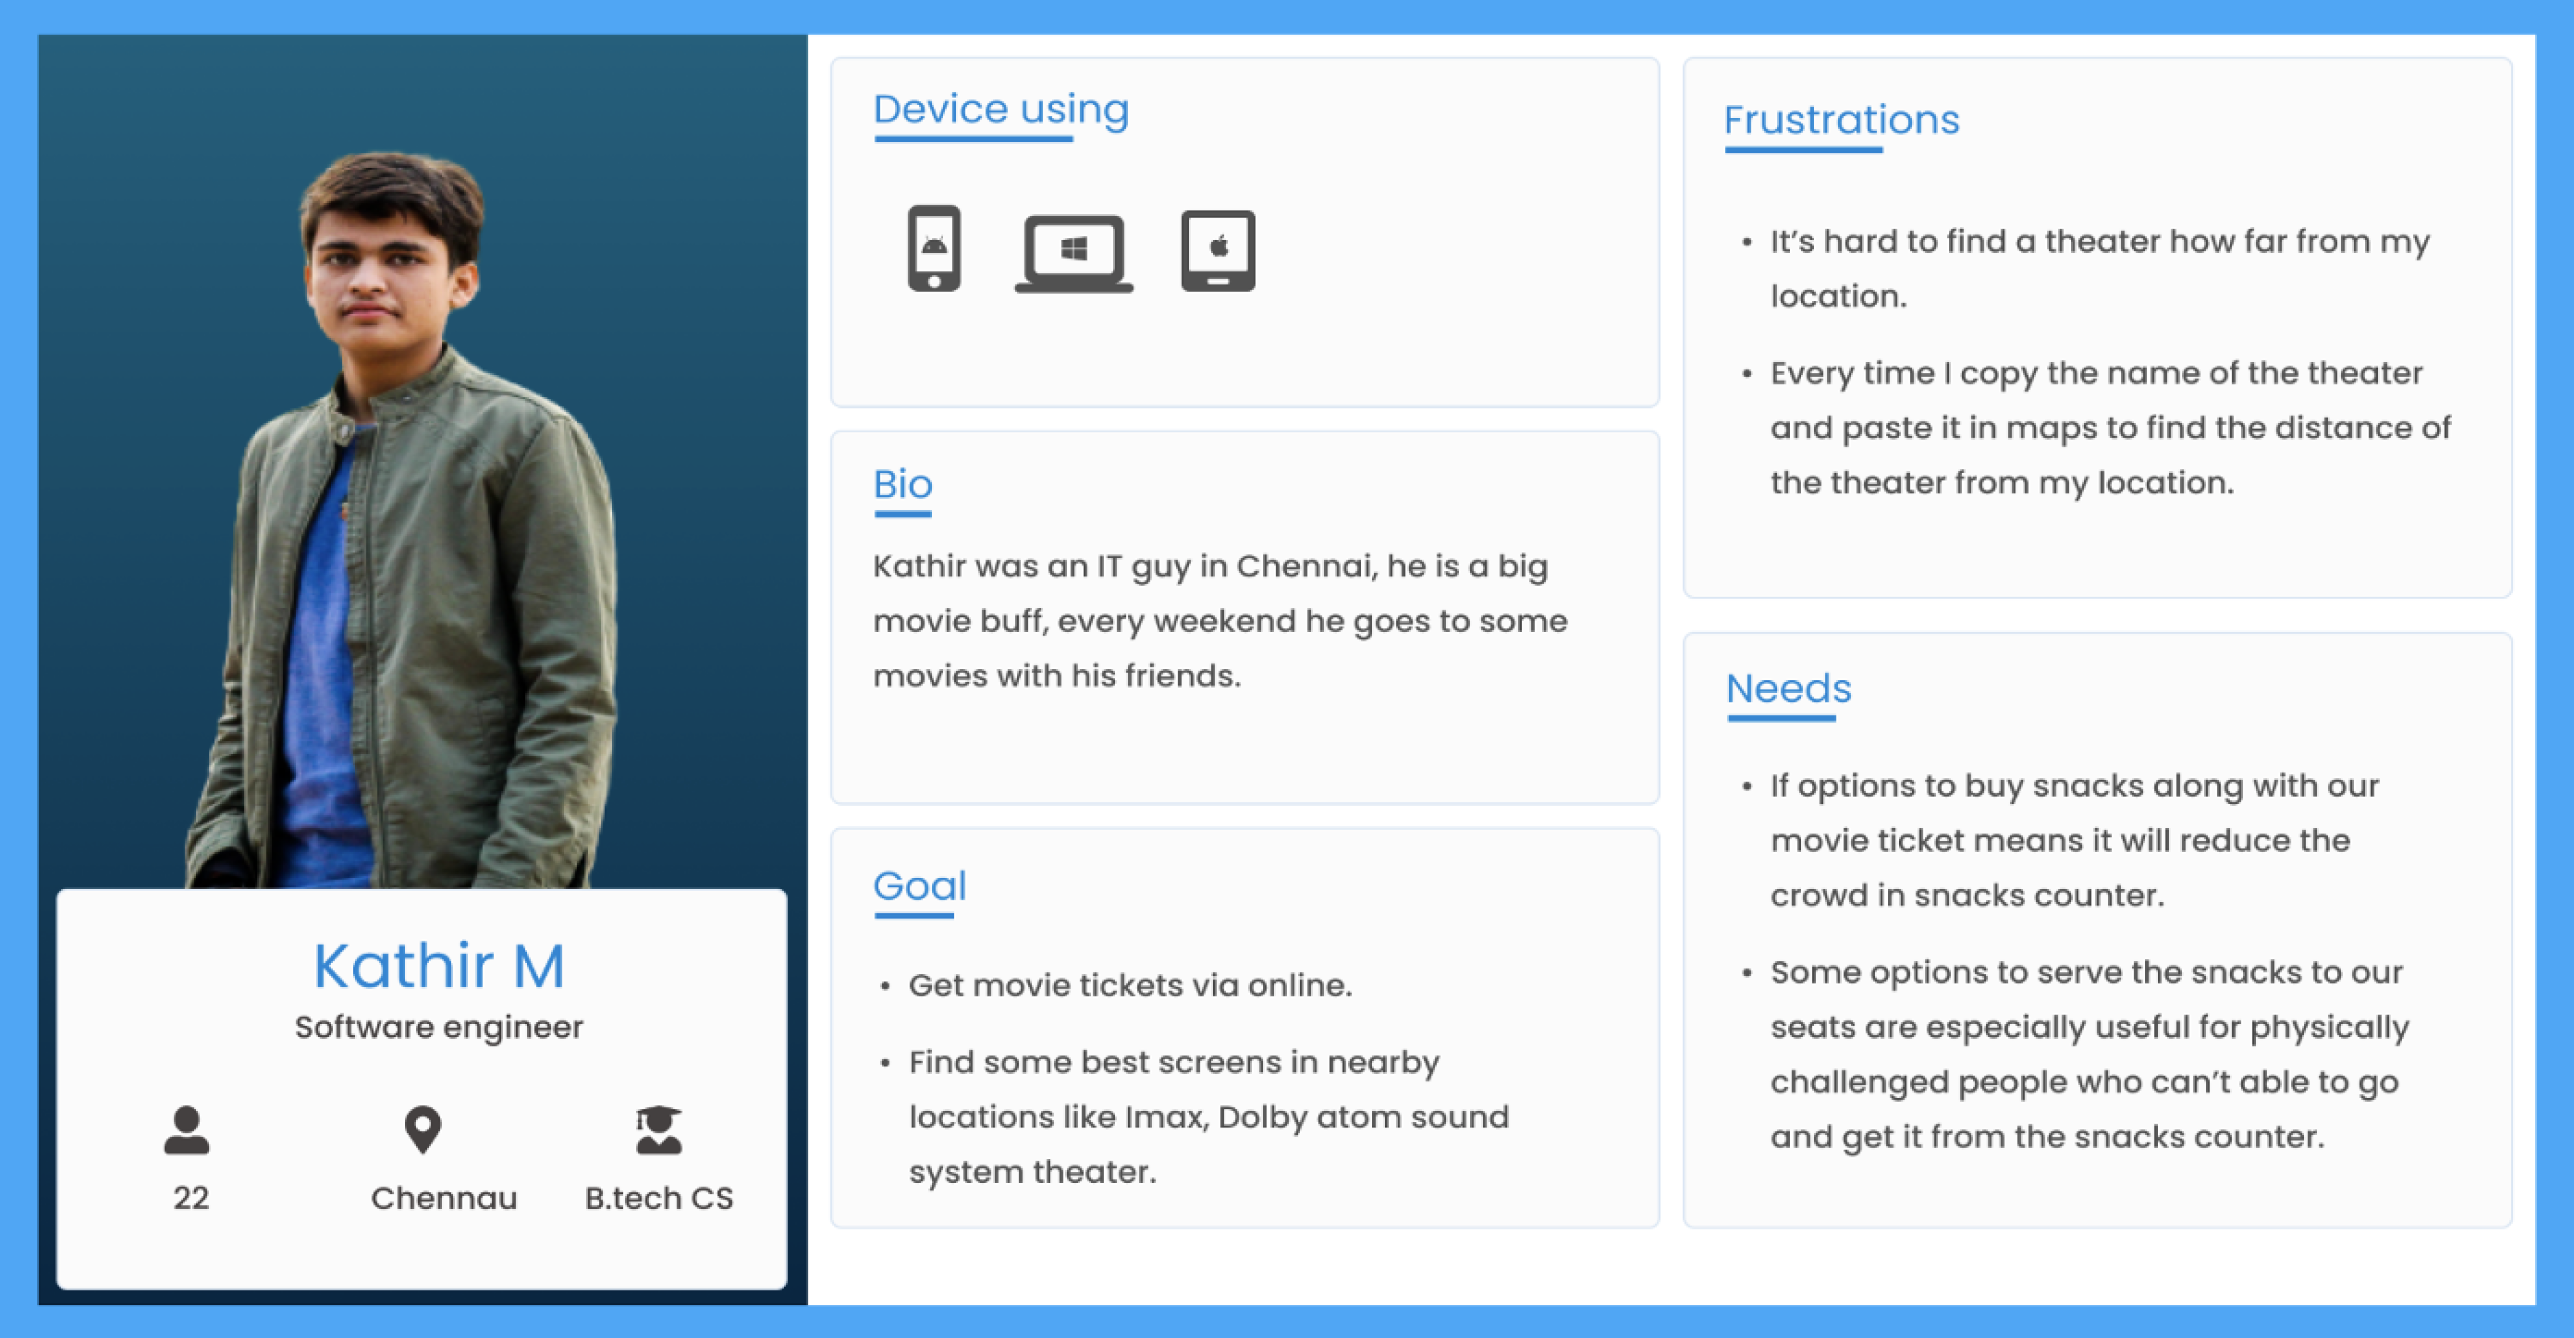 Kathir M
Software engineer
22
Chennau
B.tech CS
Device using
Bio
Kathir was an IT guy in Chennai, he is a big
movie buff, every weekend he goes to some
movies with his friends.
Goal
• Get movie tickets via online.
• Find some best screens in nearby
locations like Imax, Dolby atom sound
system theater.
Frustrations
• It’s hard to find a theater how far from my
location.
• Every time I copy the name of the theater
and paste it in maps to find the distance of
the theater from my location.
Needs
• If options to buy snacks along with our
movie ticket means it will reduce the
crowd in snacks counter.
• Some options to serve the snacks to our
seats are especially useful for physically
challenged people who can’t able to go
and get it from the snacks counter.